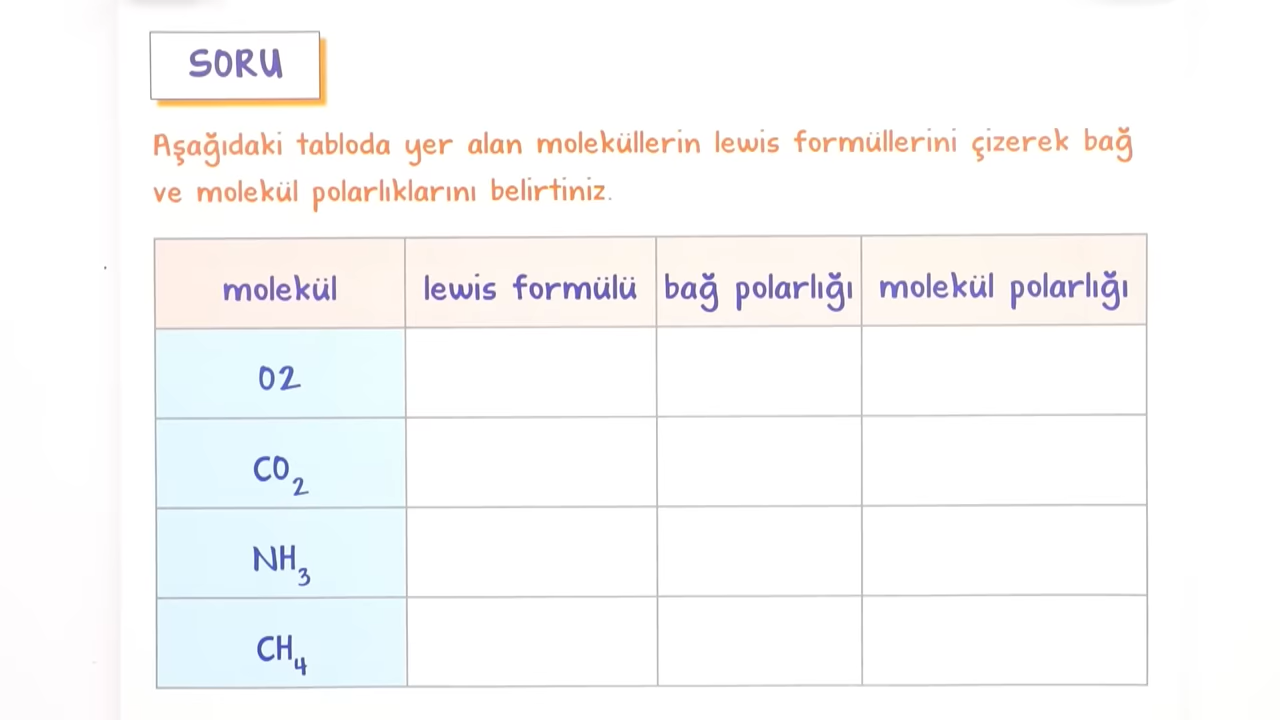 SORU
Aşağıdaki tabloda yer alan moleküllerin lewis formüllerini çizerek bağ
ve molekül polarlıklarını belirtiniz.
molekül lewis formülü bağ polarlığı molekül polarlığı
O2
CO₂
NH₃
CH₄